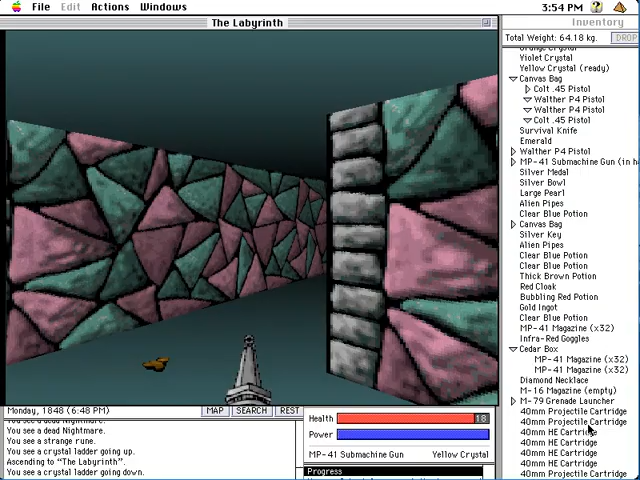 File Edit Actions Windows 3:54 PM
The Labyrinth
Inventory
Total Weight: 64.18 kg. DROP
Orange Crystal
Violet Crystal
Yellow Crystal (ready)
Canvas Bag
Colt .45 Pistol
Walther P4 Pistol
Walther P4 Pistol
Colt .45 Pistol
Survival Knife
Emerald
Walther P4 Pistol
MP-41 Submachine Gun (in h
Silver Medal
Silver Bowl
Large Pearl
Alien Pipes
Clear Blue Potion
Canvas Bag
Silver Key
Alien Pipes
Clear Blue Potion
Clear Blue Potion
Thick Brown Potion
Red Cloak
Bubbling Red Potion
Gold Ingot
Clear Blue Potion
MP-41 Magazine (x32)
Infra-Red Goggles
Cedar Box
MP-41 Magazine (x32)
MP-41 Magazine (x32)
Diamond Necklace
M-16 Magazine (empty)
M-79 Grenade Launcher
40mm Projectile Cartridge
40mm Projectile Cartridge
40mm HE Cartridge
40mm HE Cartridge
40mm HE Cartridge
40mm HE Cartridge
40mm Projectile Cartridge
Monday, 1848 (6:48 PM) MAP SEARCH REST
You see a dead Nightmare.
You see a dead Nightmare.
You see a strange rune.
You see a crystal ladder going up.
Ascending to "The Labyrinth".
You see a crystal ladder going down.
Health 18
Power
MP-41 Submachine Gun Yellow Crystal
Progress